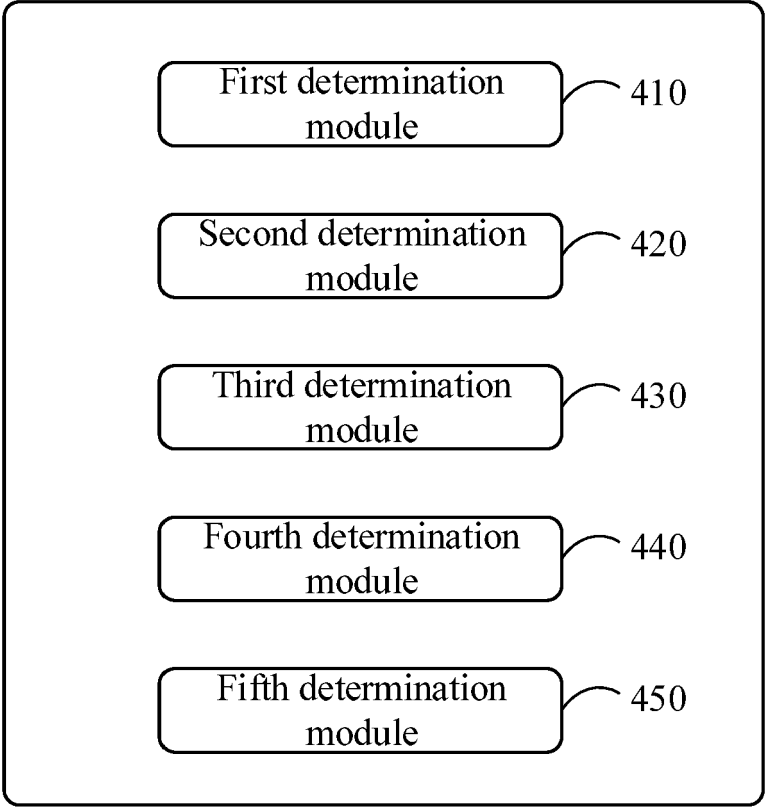 First determination
module
410
Second determination
module
420
Third determination
module
430
Fourth determination
module
440
Fifth determination
module
450